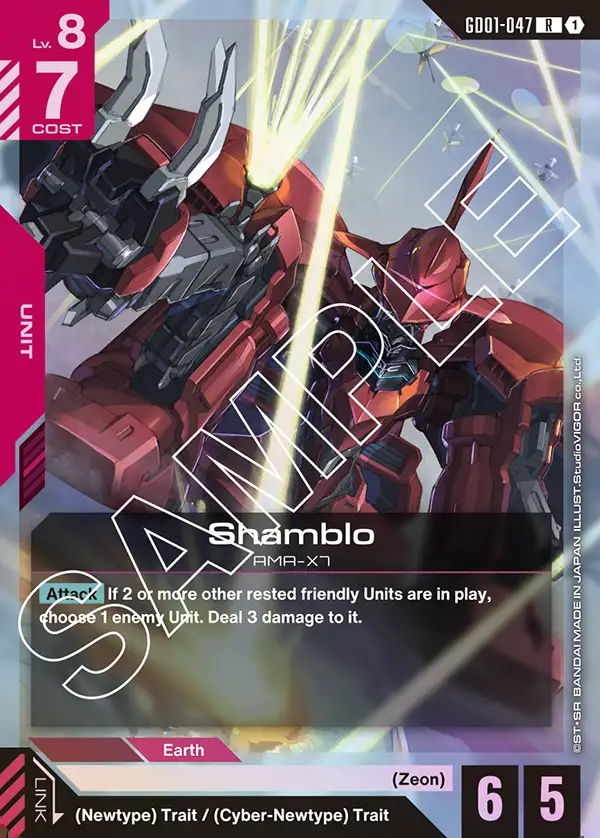 GD01-047 R 1
Lv. 8
7
COST
UNIT
SAMPLE
Shamblo
AMA-X7
Attack If 2 or more other rested friendly Units are in play,
choose 1 enemy Unit. Deal 3 damage to it.
©ST・SR BANDAI MADE IN JAPAN ILLUST.StudioVIGOR co.,Ltd.
Earth
(Zeon)
LINK
(Newtype) Trait / (Cyber-Newtype) Trait
6 5